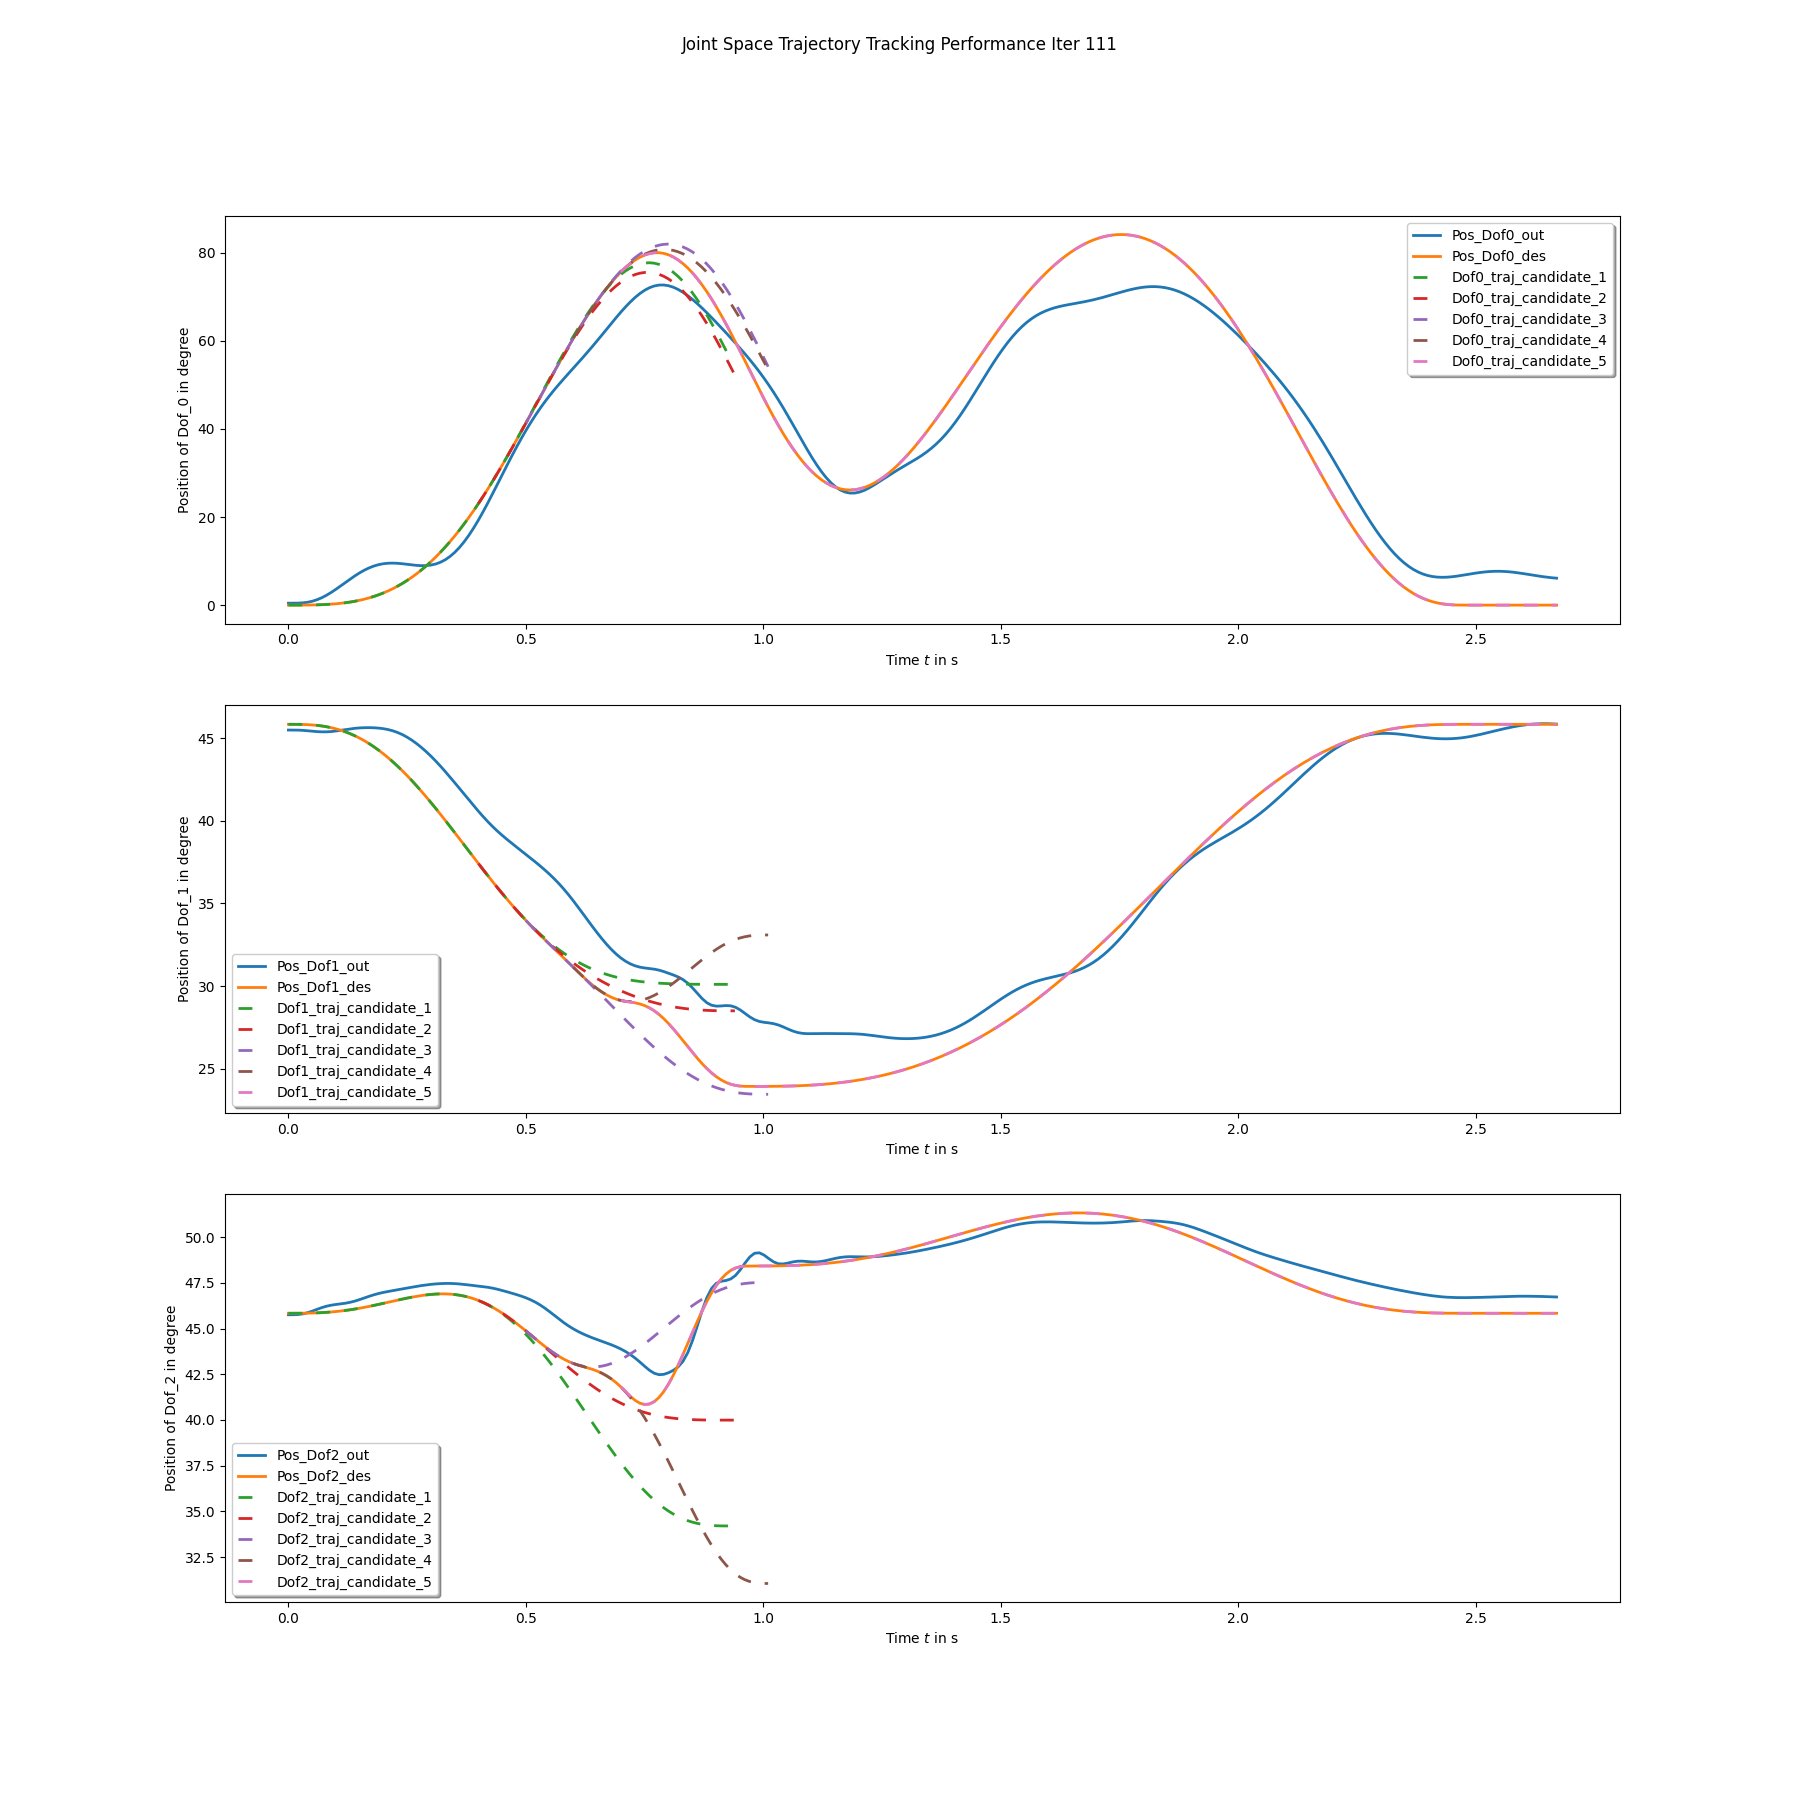 Joint Space Trajectory Tracking Performance Iter 111
Position of Dof_0 in degree
80
60
40
20
0
Pos_Dof0_out
Pos_Dof0_des
Dof0_traj_candidate_1
Dof0_traj_candidate_2
Dof0_traj_candidate_3
Dof0_traj_candidate_4
Dof0_traj_candidate_5
0.0 0.5 1.0 1.5 2.0 2.5
Time t in s
Position of Dof_1 in degree
45
40
35
30
25
Pos_Dof1_out
Pos_Dof1_des
Dof1_traj_candidate_1
Dof1_traj_candidate_2
Dof1_traj_candidate_3
Dof1_traj_candidate_4
Dof1_traj_candidate_5
0.0 0.5 1.0 1.5 2.0 2.5
Time t in s
Position of Dof_2 in degree
50.0
47.5
45.0
42.5
40.0
37.5
35.0
32.5
Pos_Dof2_out
Pos_Dof2_des
Dof2_traj_candidate_1
Dof2_traj_candidate_2
Dof2_traj_candidate_3
Dof2_traj_candidate_4
Dof2_traj_candidate_5
0.0 0.5 1.0 1.5 2.0 2.5
Time t in s